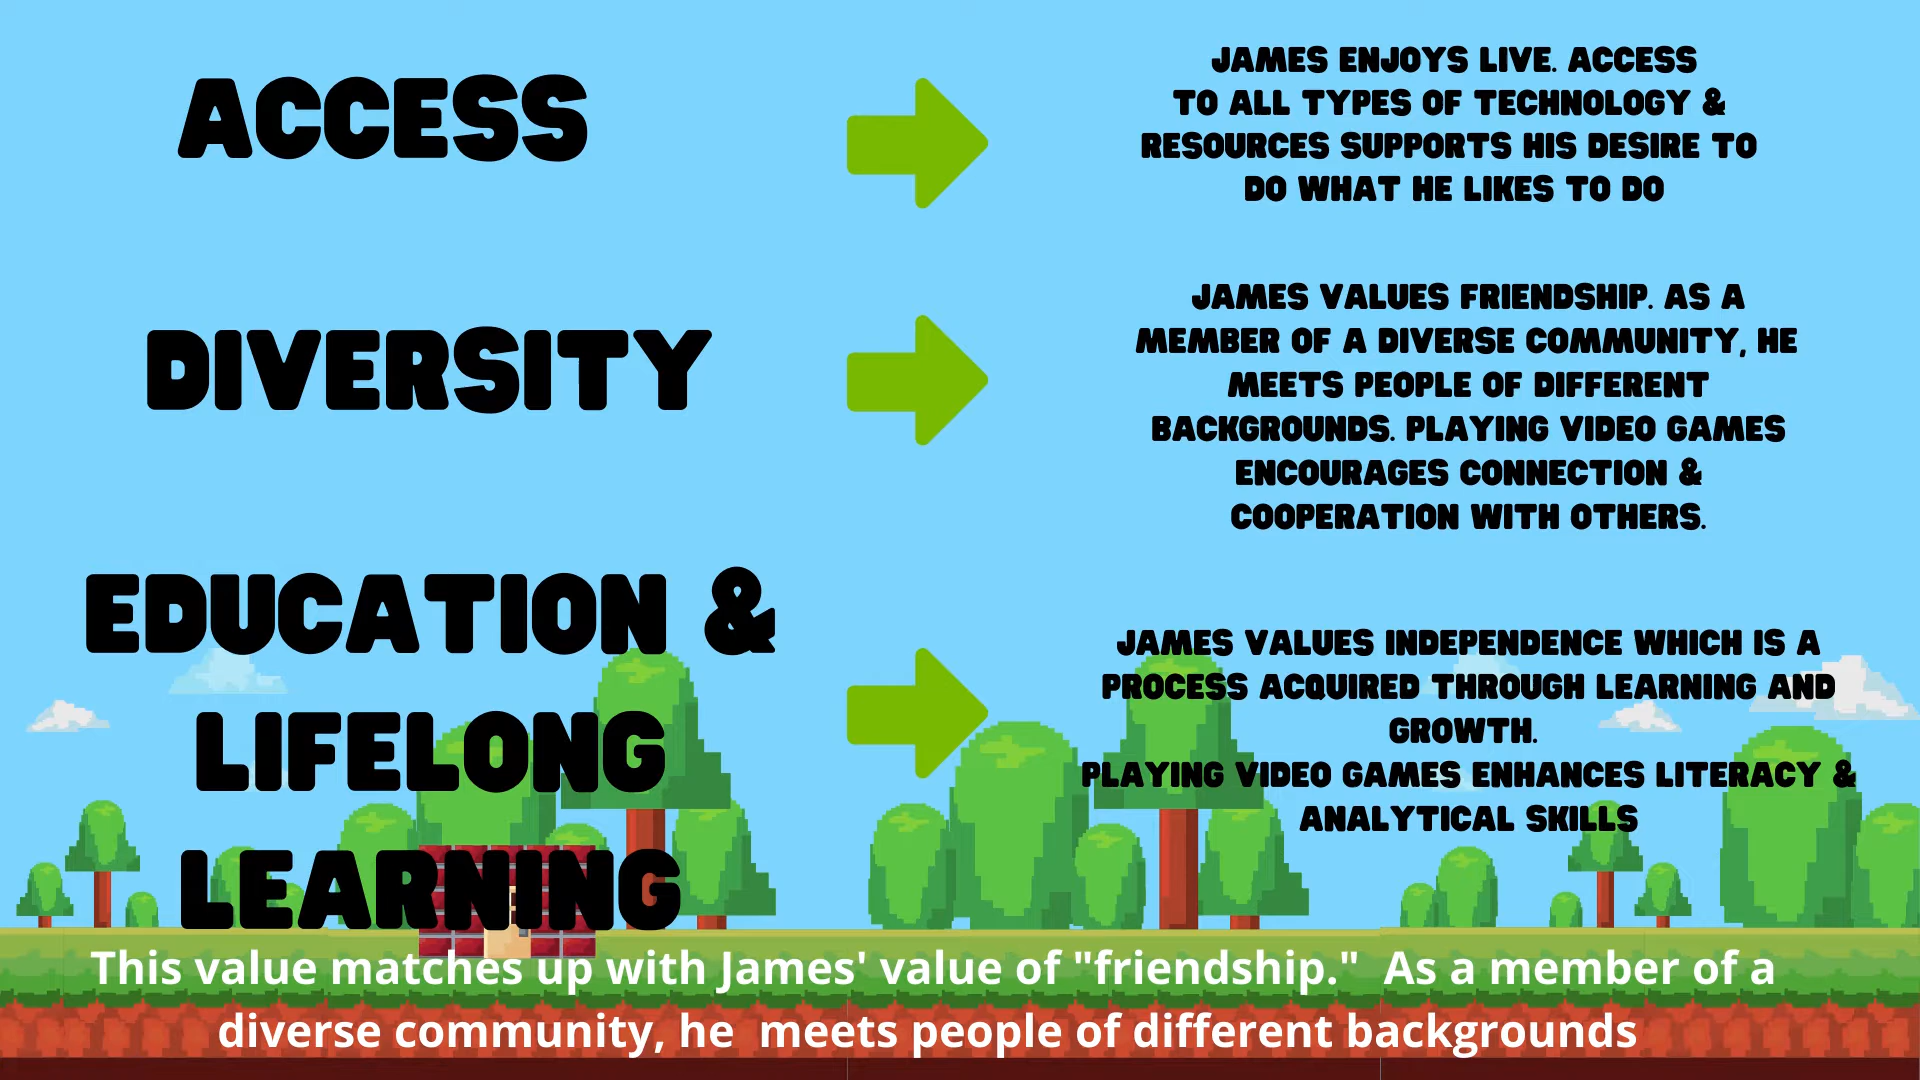 ACCESS
JAMES ENJOYS LIVE. ACCESS
TO ALL TYPES OF TECHNOLOGY &
RESOURCES SUPPORTS HIS DESIRE TO
DO WHAT HE LIKES TO DO
DIVERSITY
JAMES VALUES FRIENDSHIP. AS A
MEMBER OF A DIVERSE COMMUNITY, HE
MEETS PEOPLE OF DIFFERENT
BACKGROUNDS. PLAYING VIDEO GAMES
ENCOURAGES CONNECTION &
COOPERATION WITH OTHERS.
EDUCATION &
LIFELONG
LEARNING
JAMES VALUES INDEPENDENCE WHICH IS A
PROCESS ACQUIRED THROUGH LEARNING AND
GROWTH.
PLAYING VIDEO GAMES ENHANCES LITERACY &
ANALYTICAL SKILLS
This value matches up with James' value of "friendship."  As a member of a
diverse community, he  meets people of different backgrounds